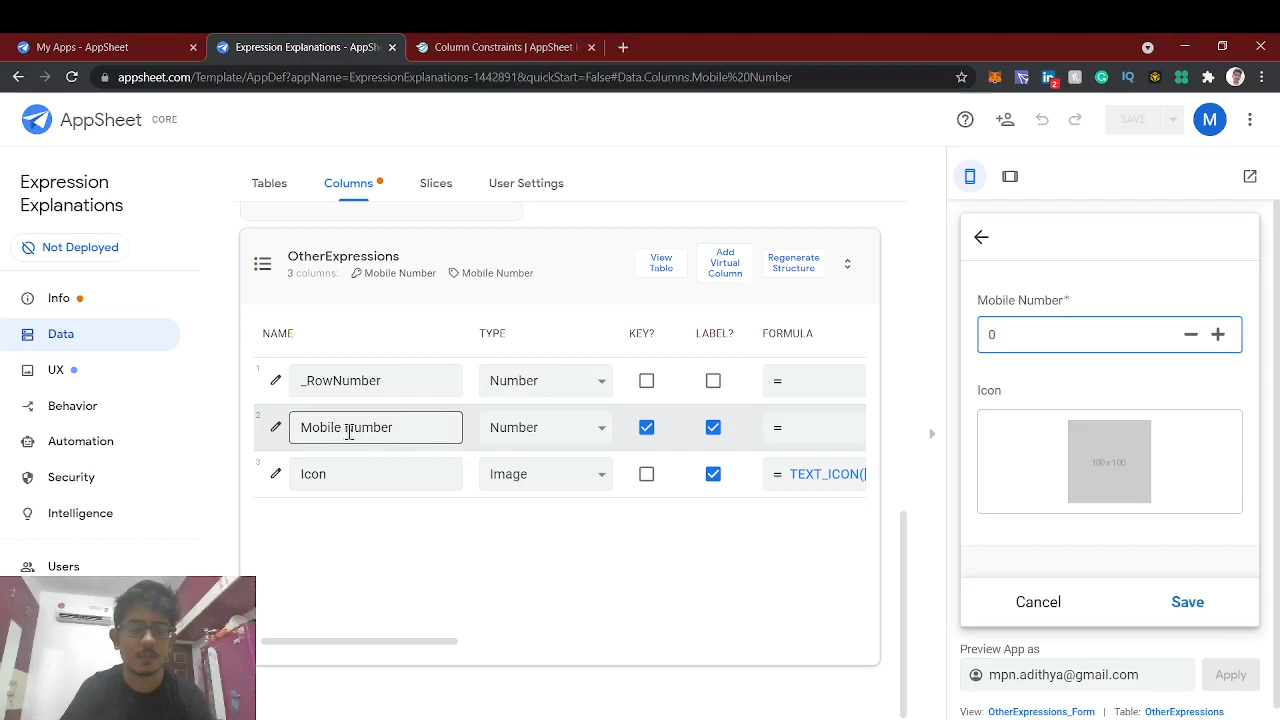 My Apps - AppSheet
Expression Explanations - AppSh
Column Constraints | AppSheet
appsheet.com/Template/AppDef?appName=ExpressionExplanations-1442891&quickStart=False#Data.Columns.Mobile%20Number
2
AppSheet CORE
SAVE
M
Expression
Explanations
Not Deployed
Info
Data
UX
Behavior
Automation
Security
Intelligence
Users
Tables
Columns
Slices
User Settings
OtherExpressions
3 columns: Mobile Number Mobile Number
View
Table
Add
Virtual
Column
Regenerate
Structure
NAME TYPE KEY? LABEL? FORMULA
1 _RowNumber Number =
2 Mobile Number Number =
3 Icon Image = TEXT_ICON([
Mobile Number*
0
Icon
100 x 100
Cancel Save
Preview App as
mpn.adithya@gmail.com Apply
View: OtherExpressions_Form | Table: OtherExpressions